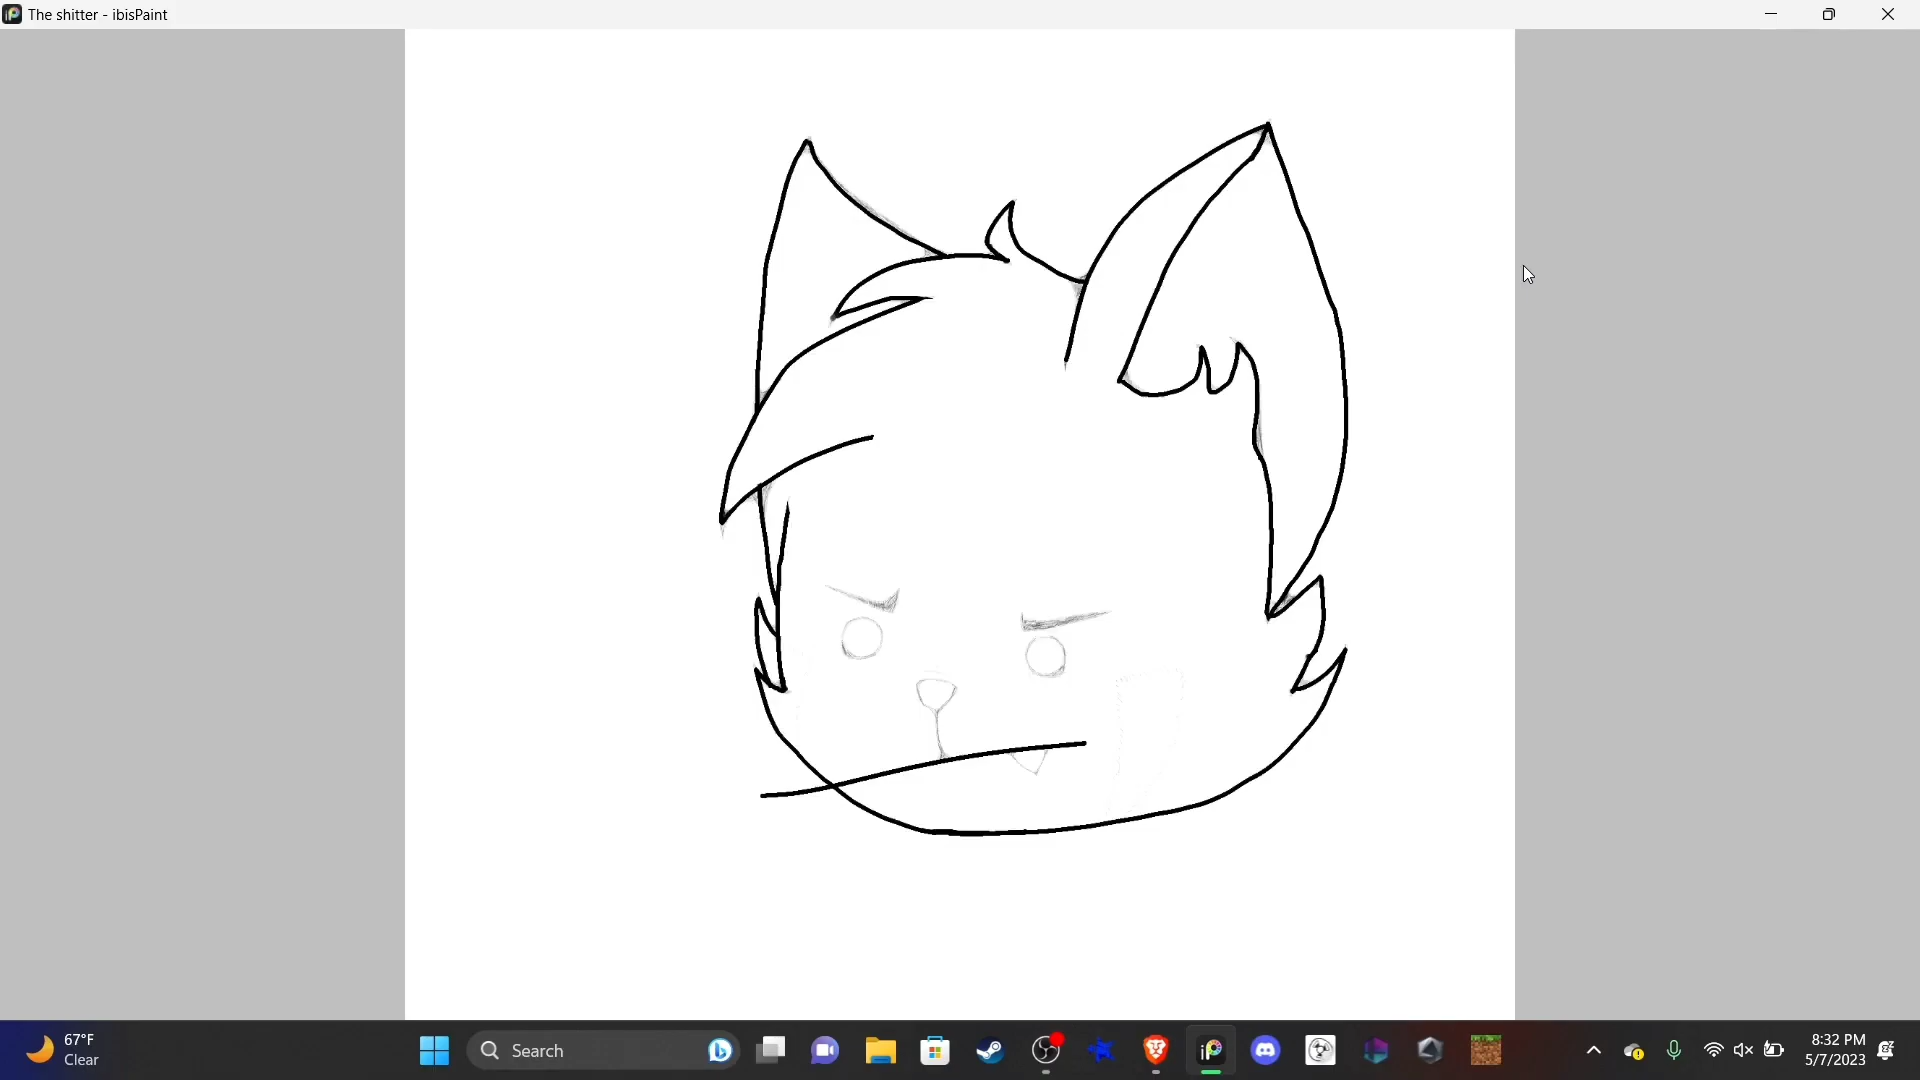 The shitter - ibisPaint
67°F
Clear
Search
8:32 PM
5/7/2023